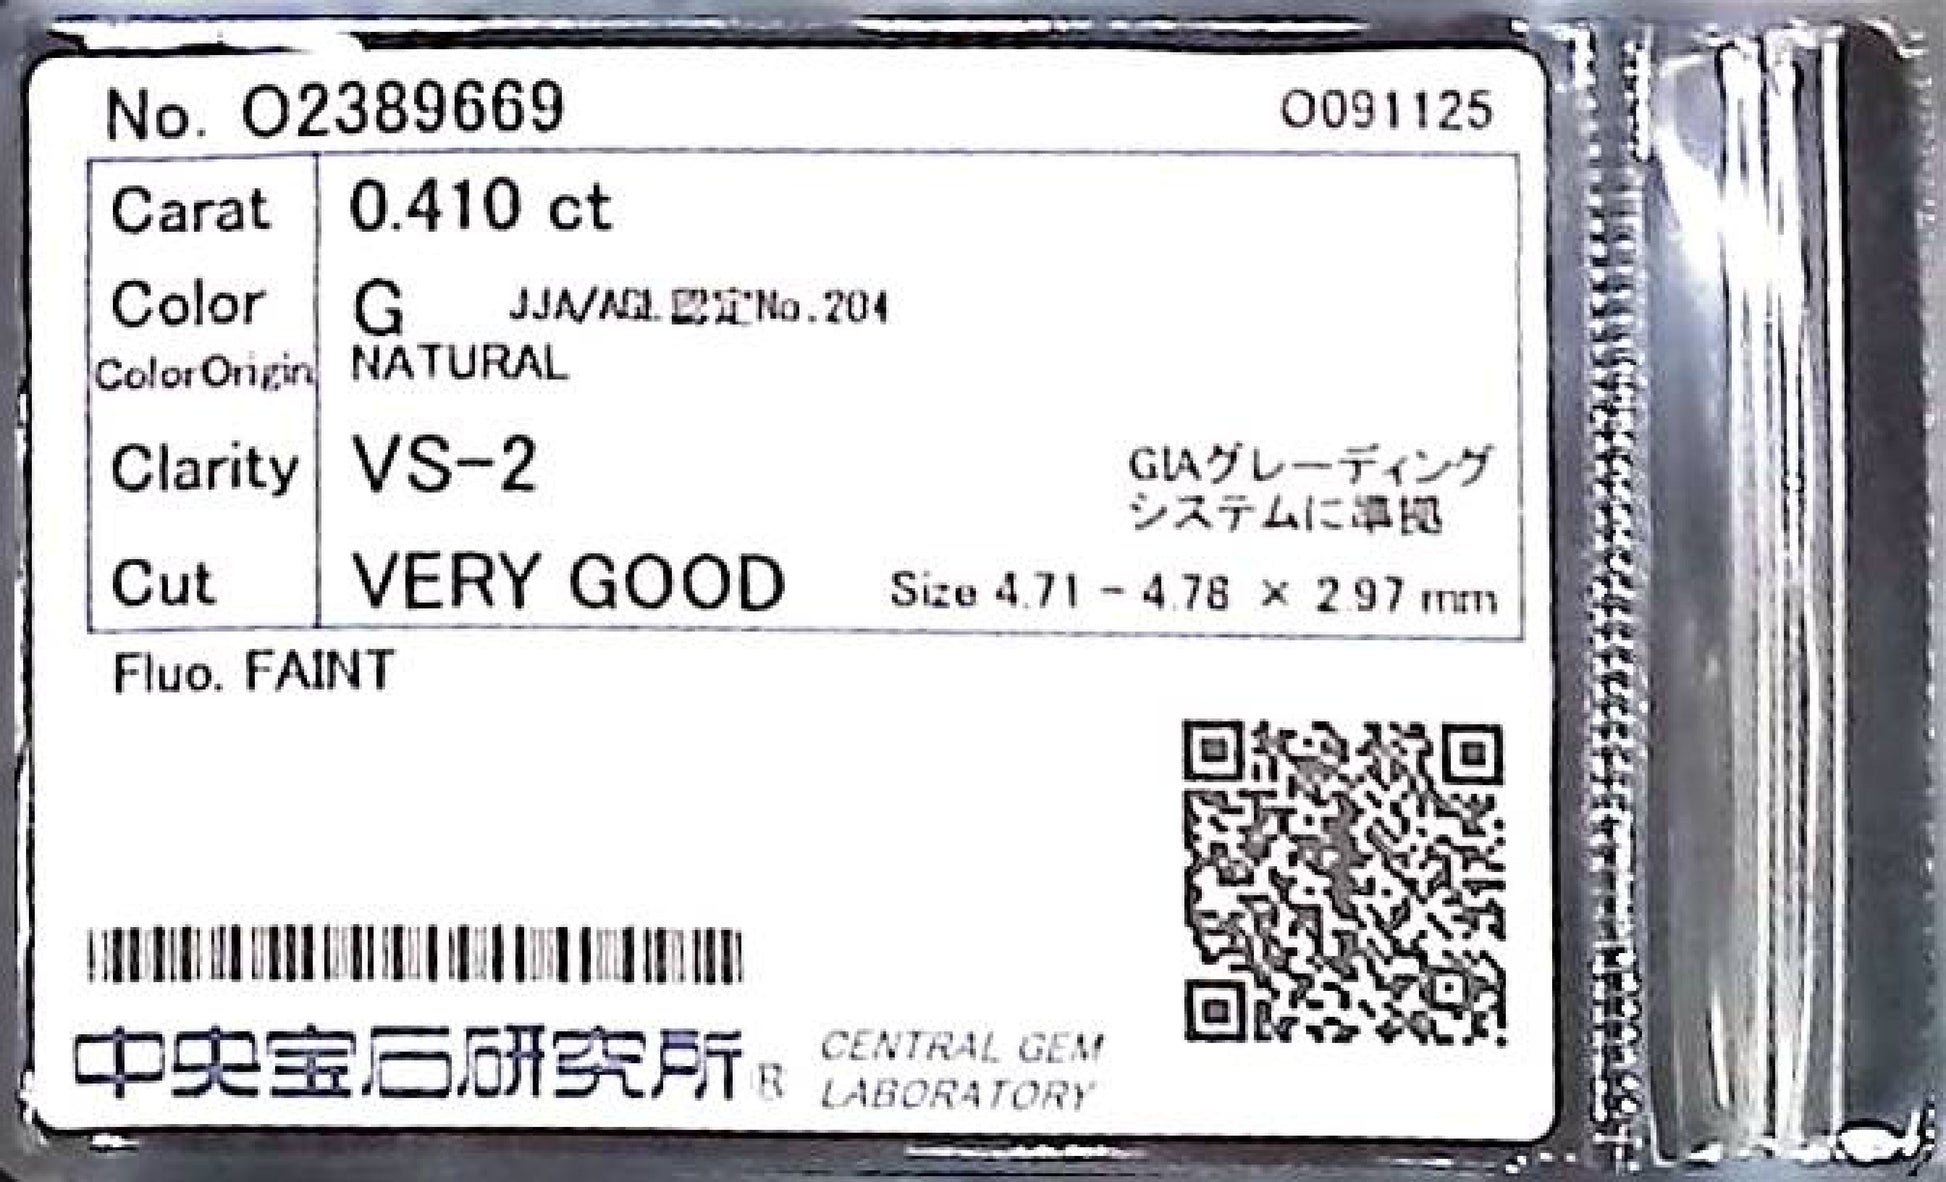 No. O2389669
O091125
Carat 0.410 ct
Color G JJA/AGL認定No.204
ColorOrigin NATURAL
Clarity VS-2
GIAグレーディング
システムに準拠
Cut VERY GOOD Size 4.71 - 4.78 × 2.97 mm
Fluo. FAINT
中央宝石研究所® CENTRAL GEM
LABORATORY